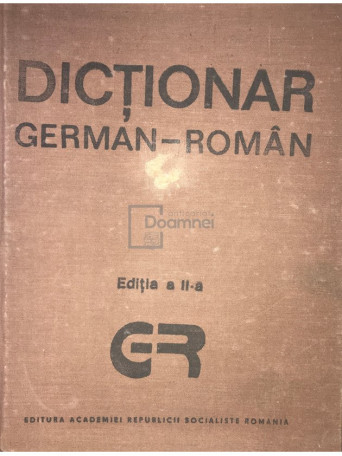 DICȚIONAR
GERMAN-ROMÂN
Doamnei
Ediția a II-a
GR
EDITURA ACADEMIEI REPUBLICII SOCIALISTE ROMÂNIA